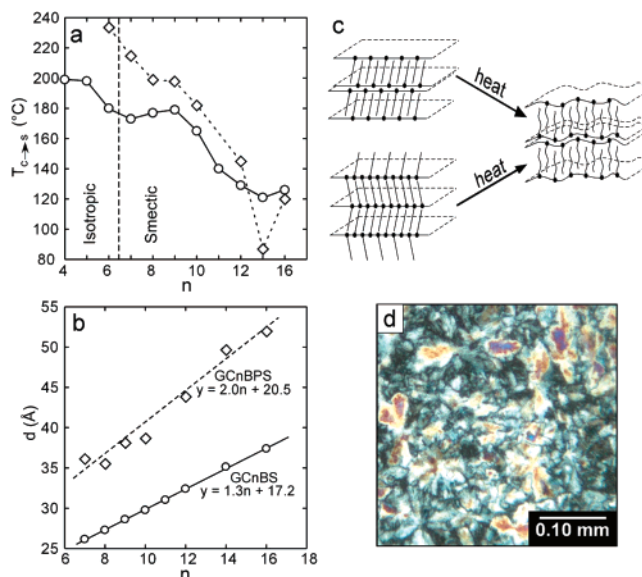 a
T c→s (°C)
220
200
180
160
140
120
100
80
240
Isotropic
Smectic
4 6 8 10 12 14 16
n
b
d (Å)
55
50
45
40
35
30
25
GCnBPS
y = 2.0n + 20.5
GCnBS
y = 1.3n + 17.2
6 8 10 12 14 16 18
n
c
heat
heat
d
0.10 mm